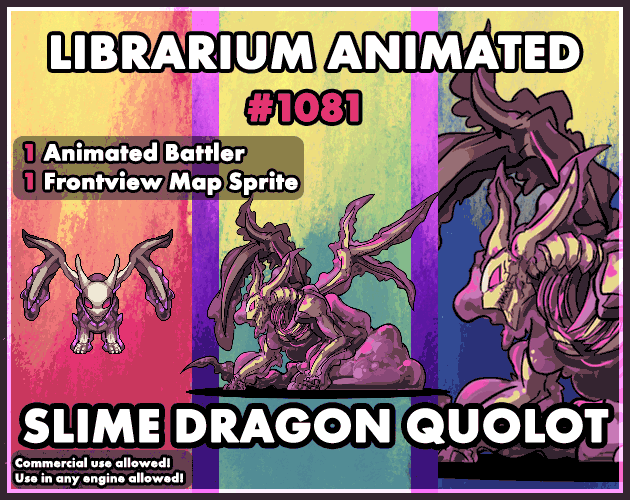 LIBRARIUM ANIMATED
#1081
1 Animated Battler
1 Frontview Map Sprite
SLIME DRAGON QUOLOT
Commercial use allowed!
Use in any engine allowed!